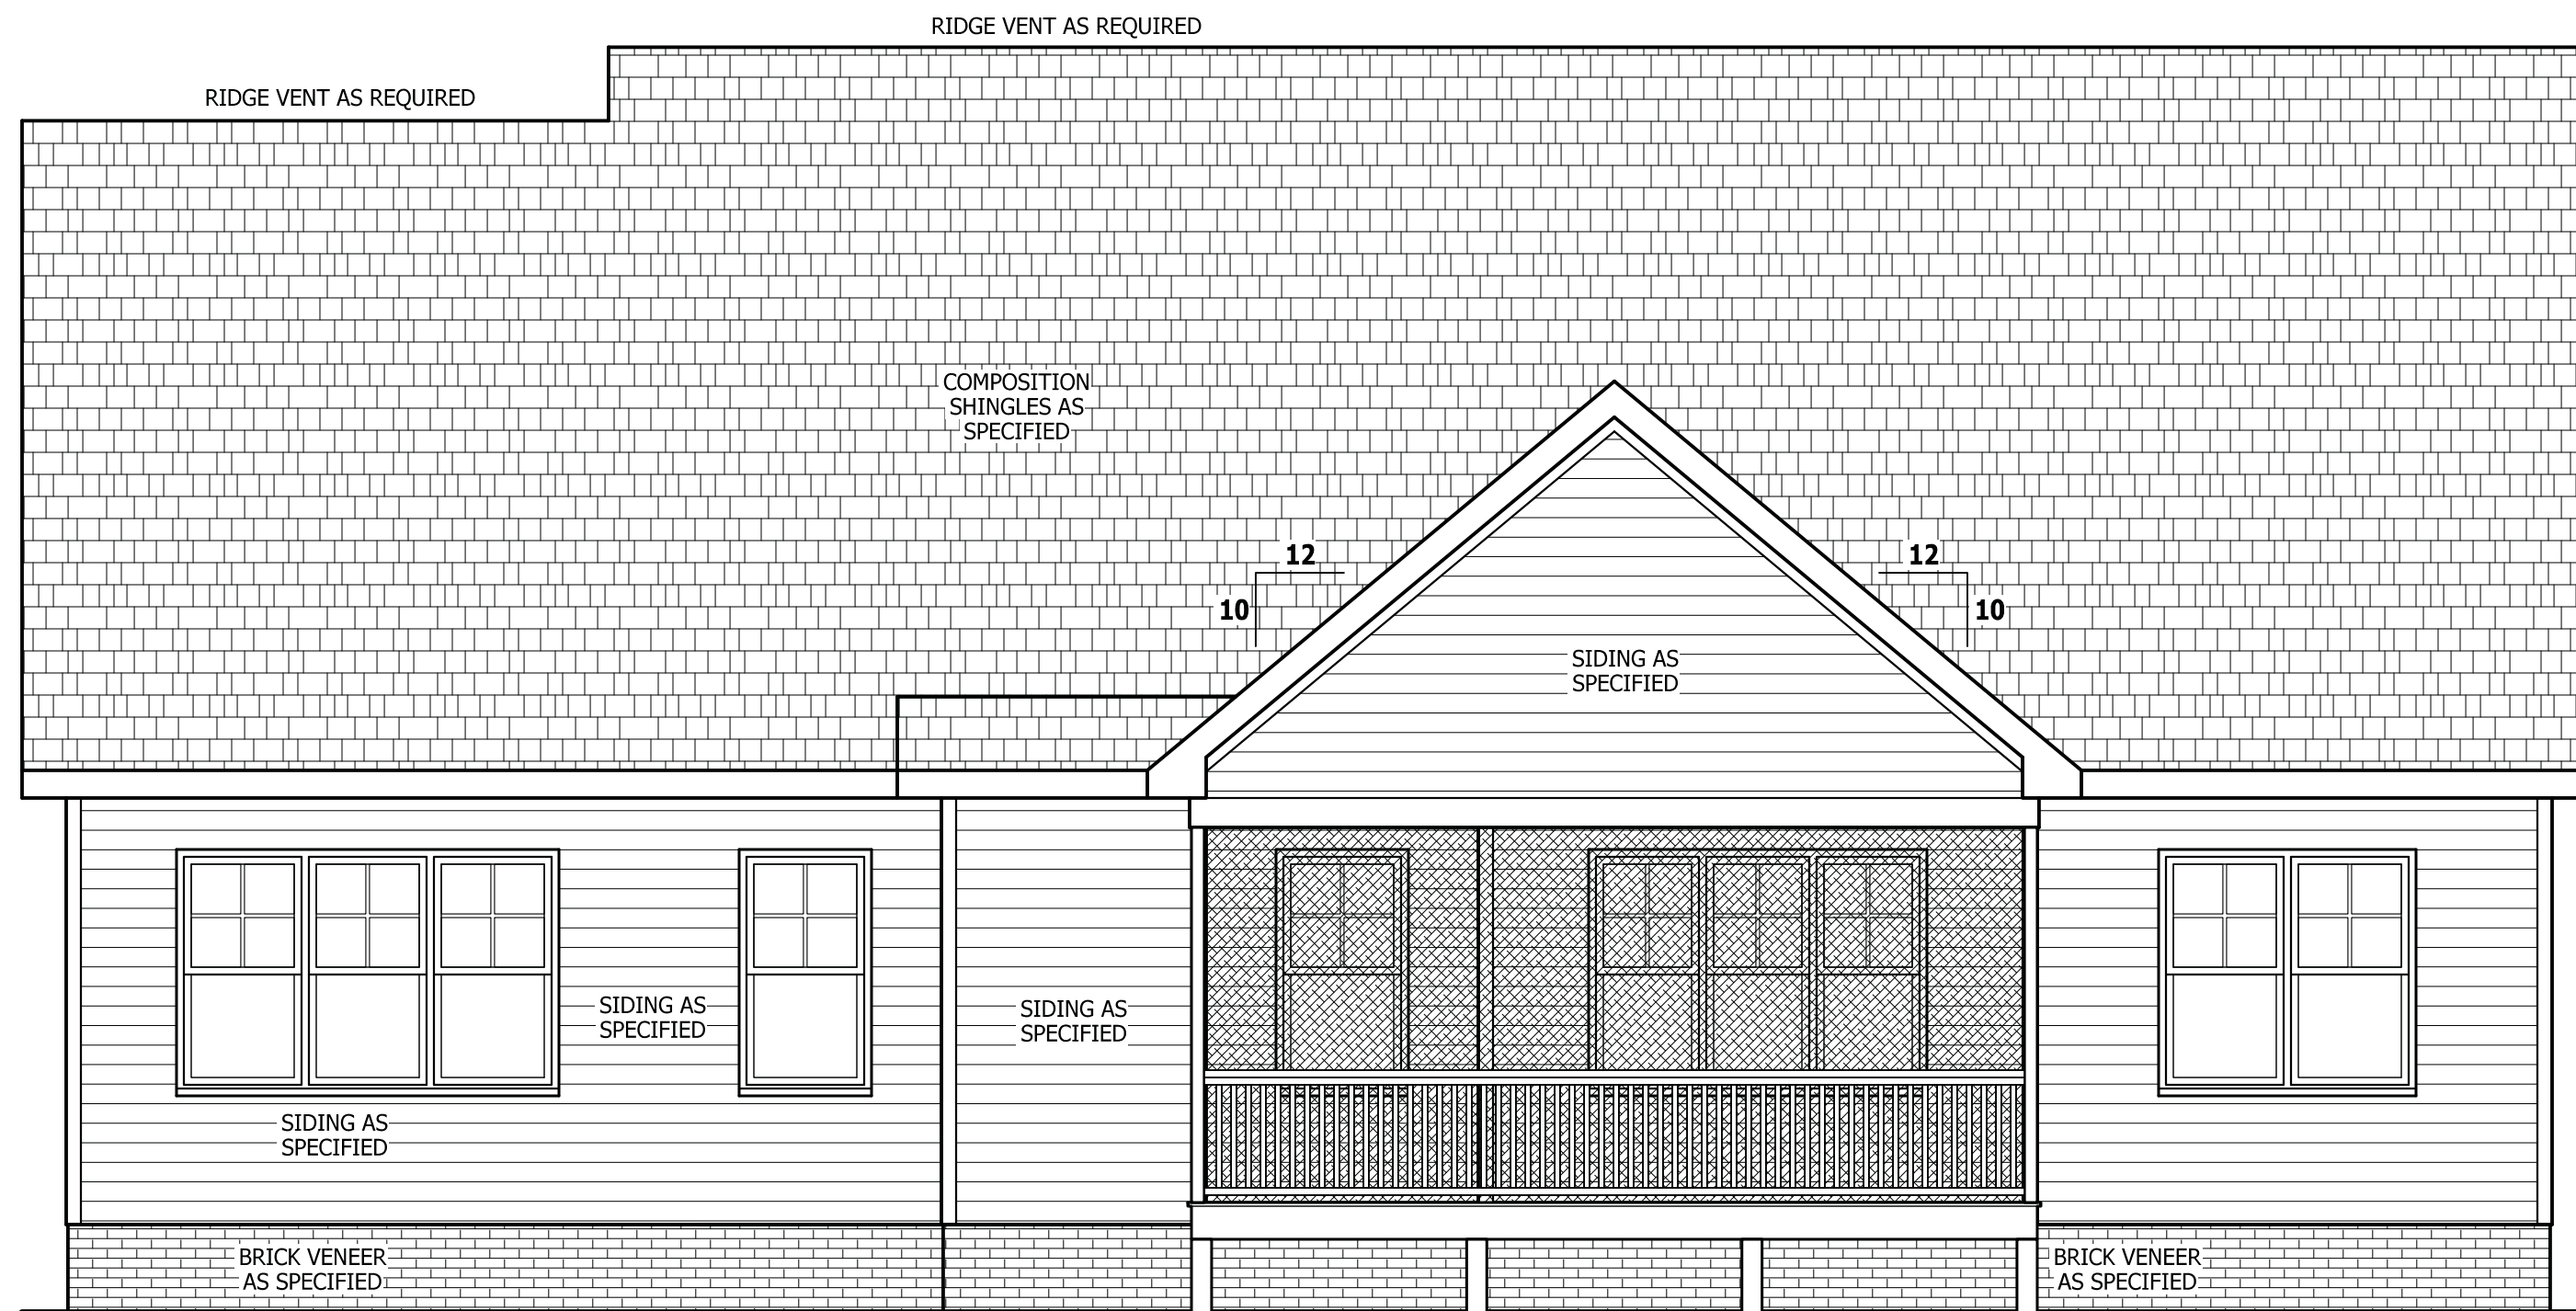 RIDGE VENT AS REQUIRED
RIDGE VENT AS REQUIRED
COMPOSITION
SHINGLES AS
SPECIFIED
12
10
12
10
SIDING AS
SPECIFIED
SIDING AS
SPECIFIED
SIDING AS
SPECIFIED
SIDING AS
SPECIFIED
BRICK VENEER
AS SPECIFIED
BRICK VENEER
AS SPECIFIED